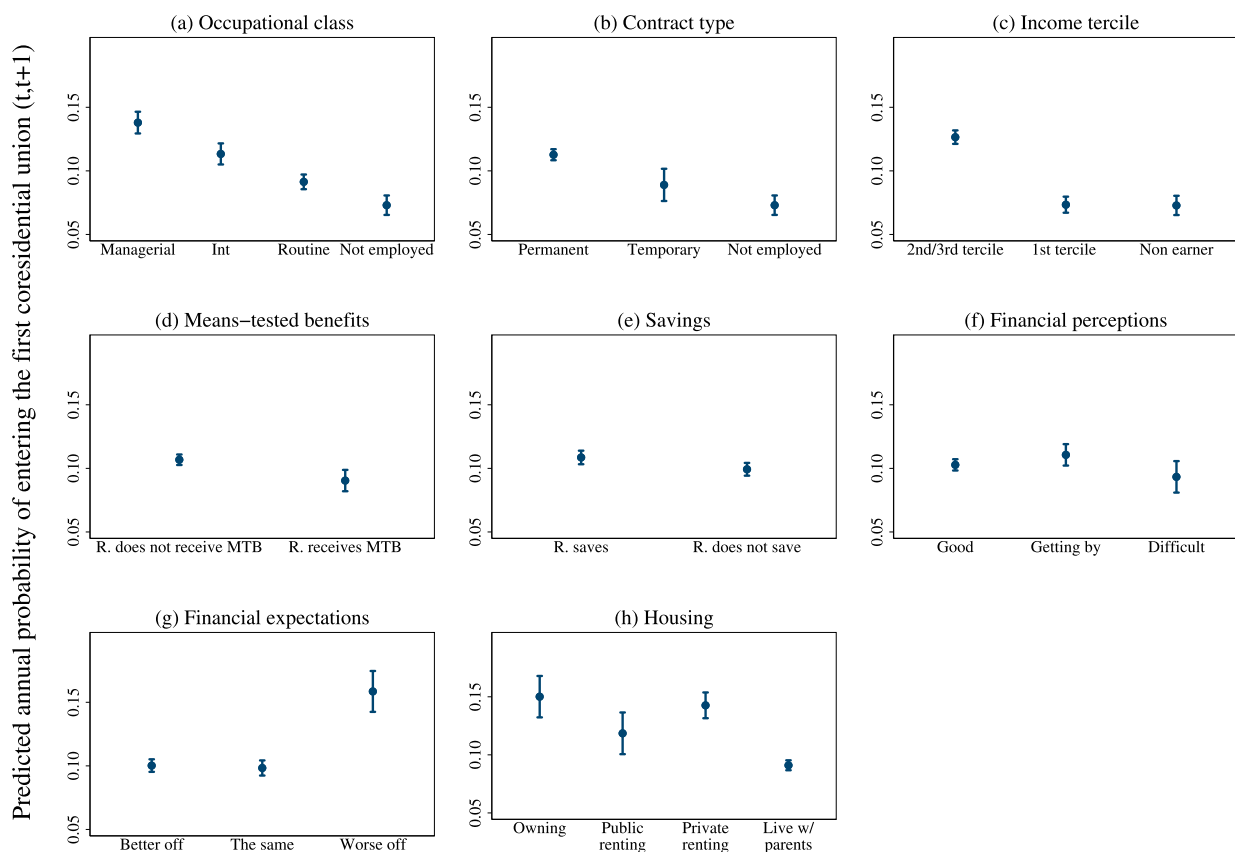 Predicted annual probability of entering the first coresidential union (t,t+1)
(a) Occupational class
0.15
0.10
0.05
Managerial Int Routine Not employed
(b) Contract type
0.15
0.10
0.05
Permanent Temporary Not employed
(c) Income tercile
0.15
0.10
0.05
2nd/3rd tercile 1st tercile Non earner
(d) Means−tested benefits
0.15
0.10
0.05
R. does not receive MTB R. receives MTB
(e) Savings
0.15
0.10
0.05
R. saves R. does not save
(f) Financial perceptions
0.15
0.10
0.05
Good Getting by Difficult
(g) Financial expectations
0.15
0.10
0.05
Better off The same Worse off
(h) Housing
0.15
0.10
0.05
Owning Public Private Live w/
renting renting parents